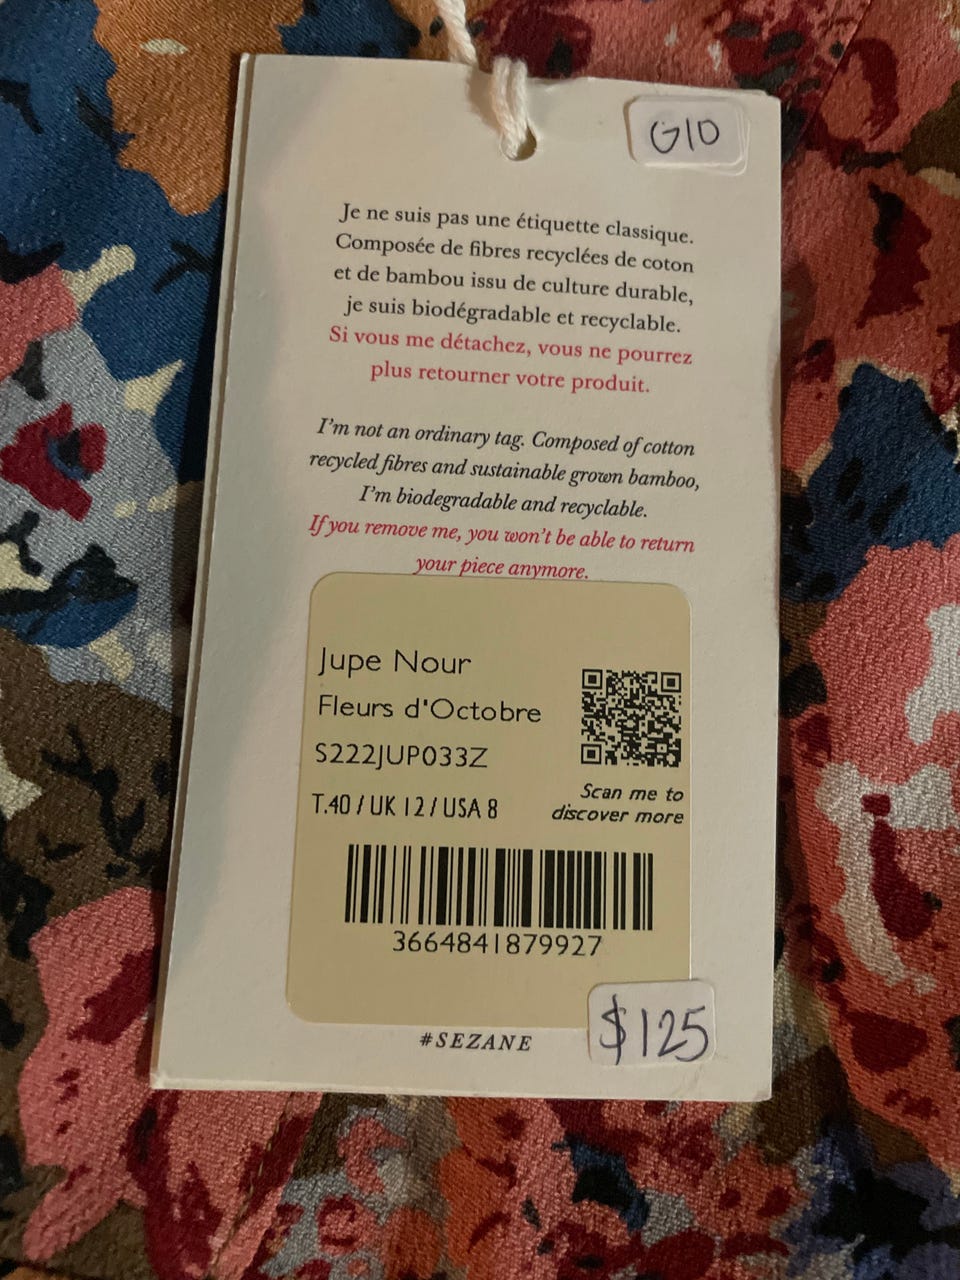 G10
Je ne suis pas une étiquette classique.
Composée de fibres recyclées de coton
et de bambou issu de culture durable,
je suis biodégradable et recyclable.
Si vous me détachez, vous ne pourrez
plus retourner votre produit.
I'm not an ordinary tag. Composed of cotton
recycled fibres and sustainable grown bamboo,
I'm biodegradable and recyclable.
If you remove me, you won't be able to return
your piece anymore.
Jupe Nour
Fleurs d'Octobre
S222JUP033Z
T.40 / UK 12 / USA 8
Scan me to
discover more
3664841879927
#SEZANE
$125